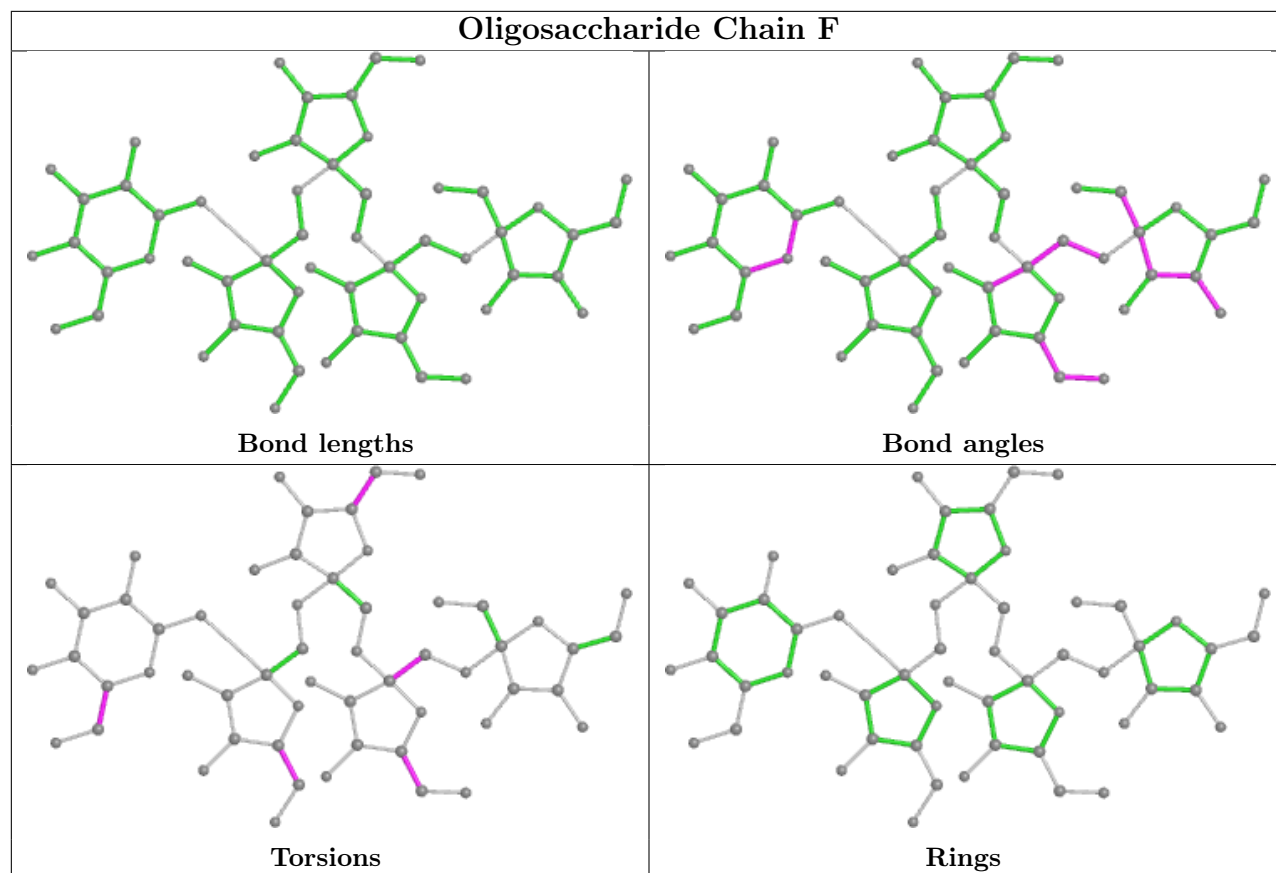 Oligosaccharide Chain F
Bond lengths
Bond angles
Torsions
Rings